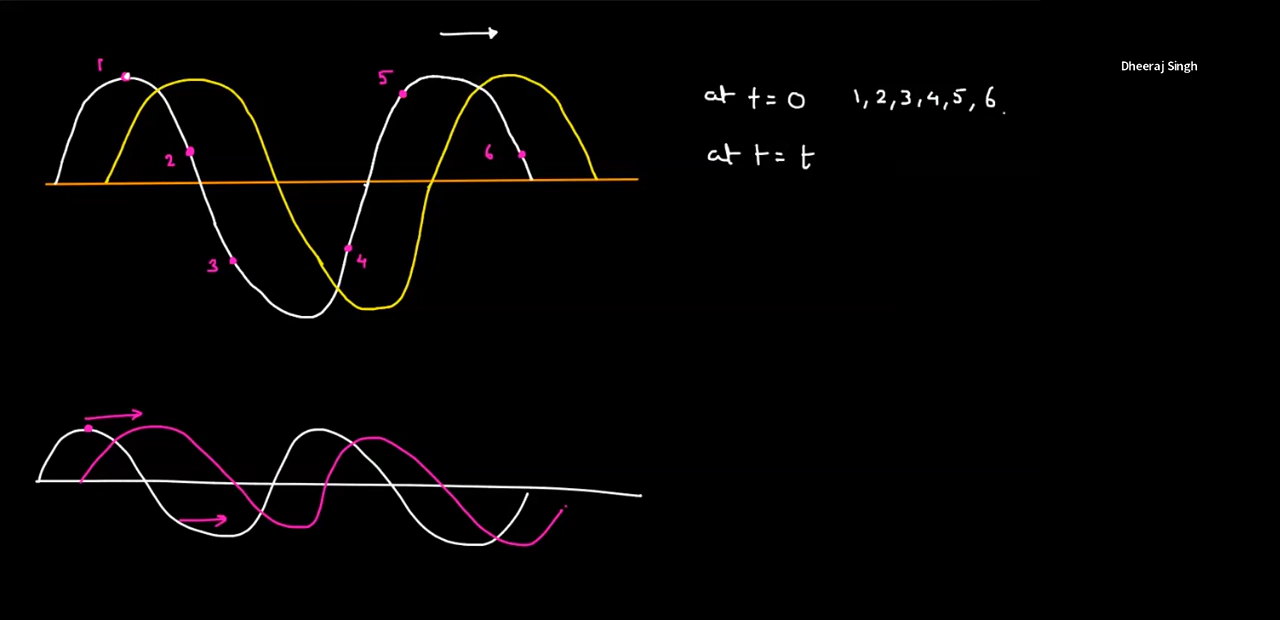 1
5
Dheeraj Singh
at t = 0 1, 2, 3, 4, 5, 6.
2
6
at t = t
3
4